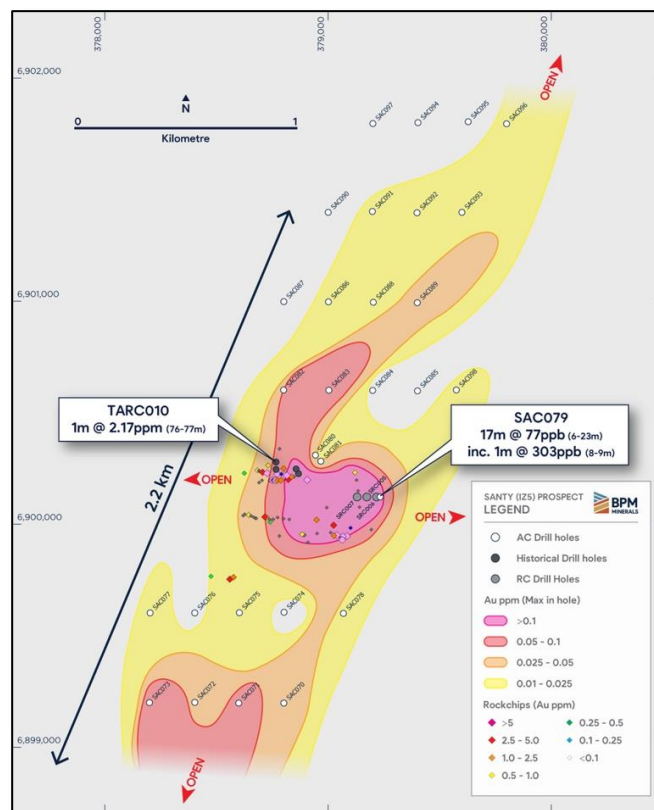 378,000
379,000
380,000
6,902,000
OPEN
N
0
1
Kilometre
SAC097
SAC094
SAC095
SAC096
SAC090
SAC091
SAC092
SAC093
6,901,000
SAC087
SAC086
SAC088
SAC089
SAC082
SAC083
SAC084
SAC085
SAC098
TARC010
1m @ 2.17ppm (76-77m)
SAC080
SAC081
SAC079
17m @ 77ppb (6-23m)
inc. 1m @ 303ppb (8-9m)
2.2 km
OPEN
SRC007
SRC006
SRC005
6,900,000
OPEN
SAC077
SAC076
SAC075
SAC074
SAC078
SAC073
SAC072
SAC071
SAC070
6,899,000
OPEN
SANTY (IZ5) PROSPECT
LEGEND
BPM
MINERALS
AC Drill holes
Historical Drill holes
RC Drill Holes
Au ppm (Max in hole)
>0.1
0.05 - 0.1
0.025 - 0.05
0.01 - 0.025
Rockchips (Au ppm)
>5
0.25 - 0.5
2.5 - 5.0
0.1 - 0.25
1.0 - 2.5
<0.1
0.5 - 1.0